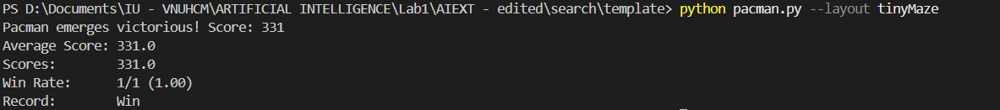 PS D:\Documents\IU - VNUHCM\ARTIFICIAL INTELLIGENCE\Lab1\AIEXT - edited\search\template> python pacman.py --layout tinyMaze
Pacman emerges victorious! Score: 331
Average Score: 331.0
Scores:        331.0
Win Rate:      1/1 (1.00)
Record:        Win